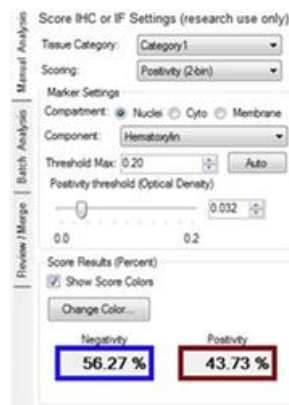 Manual Analysis
Batch Analysis
Review / Merge
Score IHC or IF Settings (research use only)
Tissue Category: Category1
Scoring: Positivity (2-bin)
Marker Settings
Compartment: Nuclei Cyto Membrane
Component: Hematoxylin
Threshold Max: 0.20 Auto
Positivity threshold (Optical Density)
0.032
0.0 0.2
Score Results (Percent)
Show Score Colors
Change Color...
Negativity Positivity
56.27 % 43.73 %